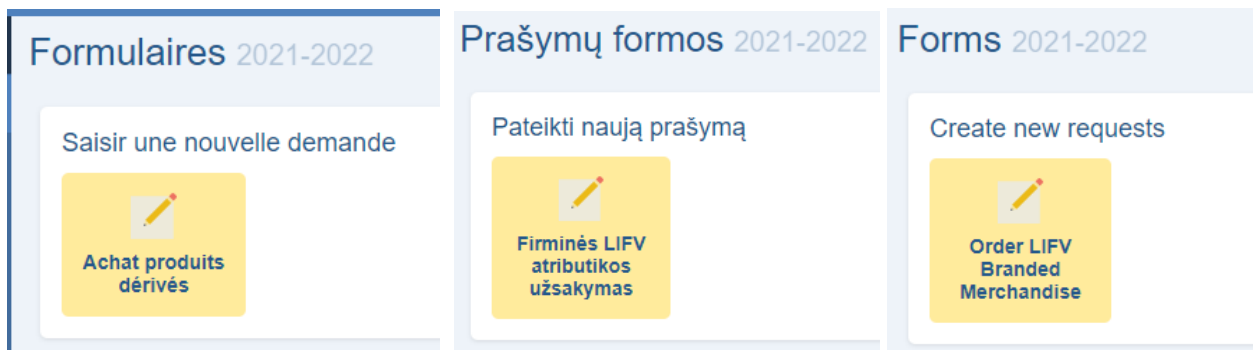 Formulaires 2021-2022
Saisir une nouvelle demande
Achat produits
dérivés
Prašymų formos 2021-2022
Pateikti naują prašymą
Firminės LIFV
atributikos
užsakymas
Forms 2021-2022
Create new requests
Order LIFV
Branded
Merchandise